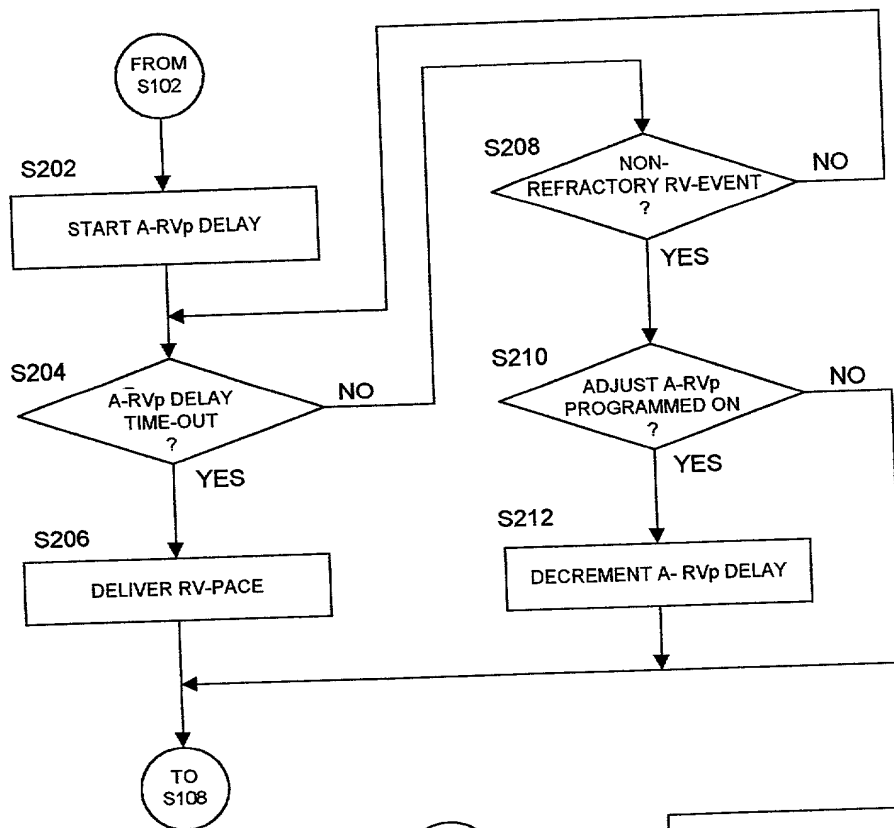 FROM
S102
S202
START A-RVp DELAY
S204
A-RVp DELAY
TIME-OUT
?
NO
YES
S206
DELIVER RV-PACE
TO
S108
S208
NON-
REFRACTORY RV-EVENT
?
NO
YES
S210
ADJUST A-RVp
PROGRAMMED ON
?
NO
YES
S212
DECREMENT A- RVp DELAY